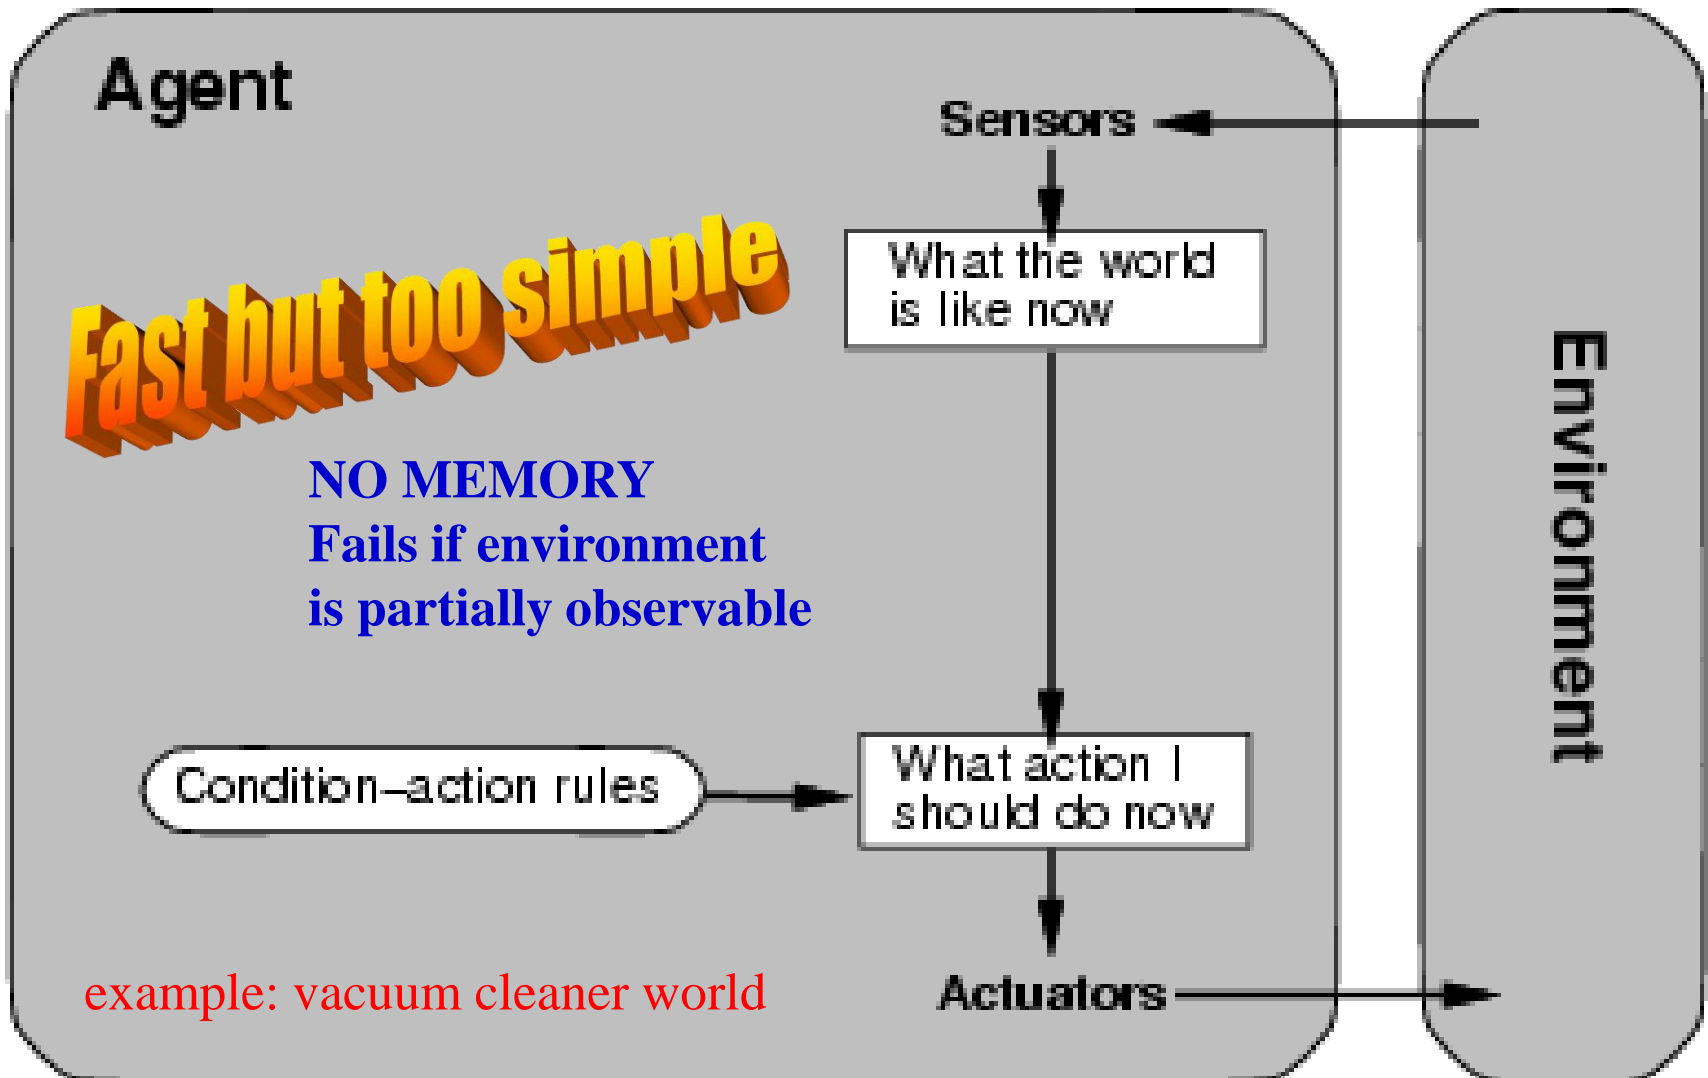 Agent
Sensors
Fast but too simple
What the world
is like now
NO MEMORY
Fails if environment
is partially observable
Environment
Condition–action rules
What action I
should do now
example: vacuum cleaner world
Actuators